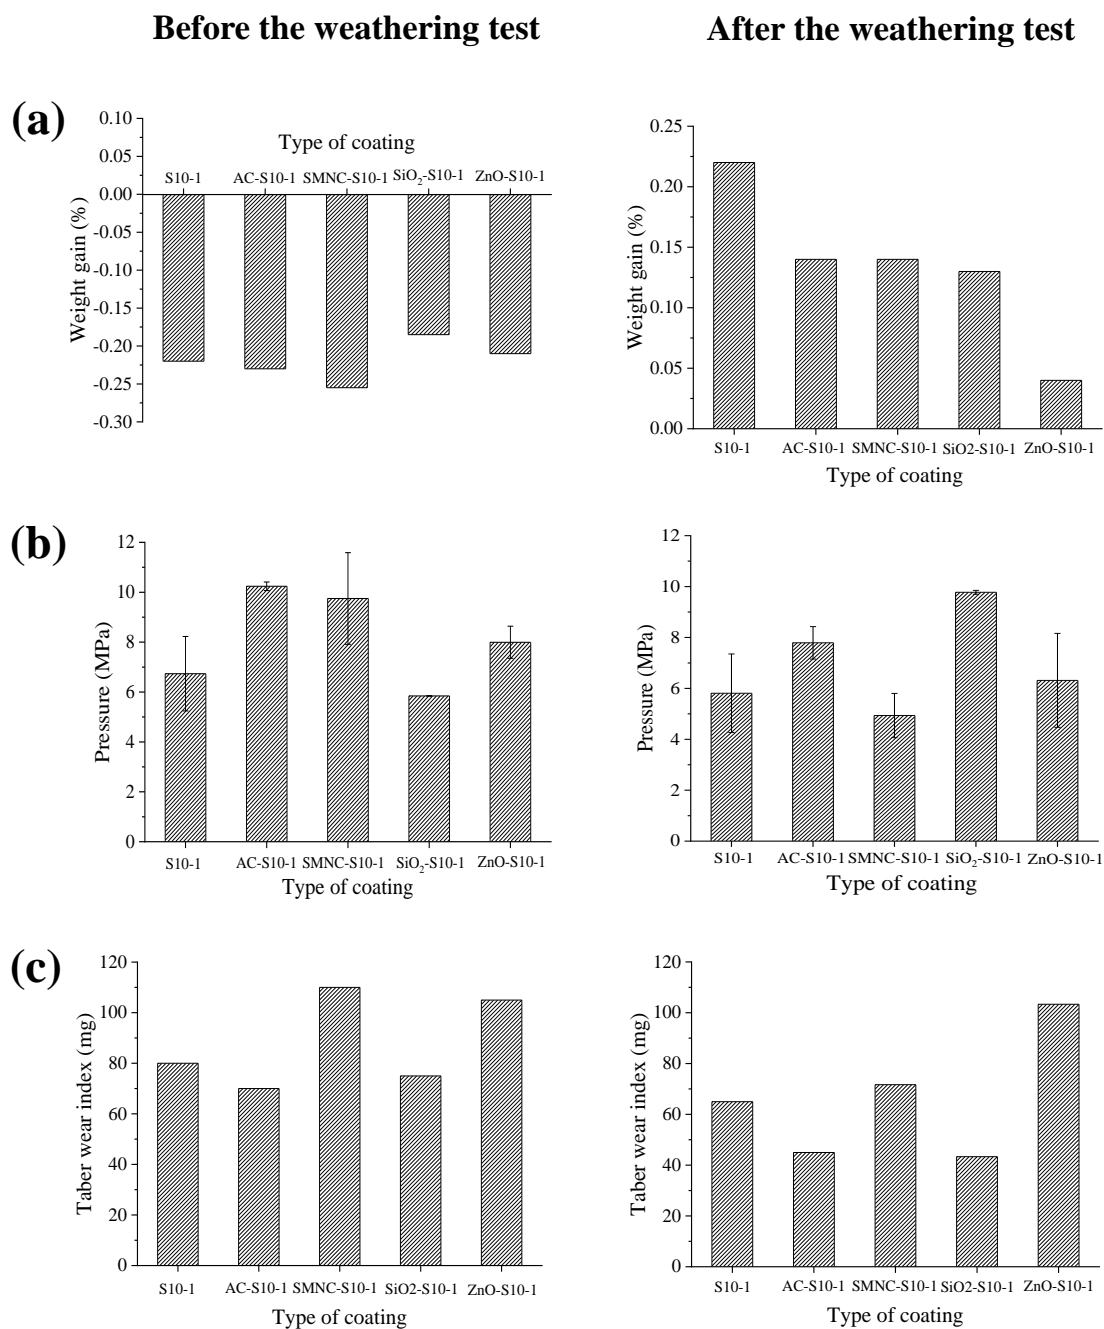 Before the weathering test
After the weathering test
(a)
0.10
0.05
0.00
-0.05
-0.10
-0.15
-0.20
-0.25
-0.30
Weight gain (%)
Type of coating
S10-1 AC-S10-1 SMNC-S10-1 SiO₂-S10-1 ZnO-S10-1
0.25
0.20
0.15
0.10
0.05
0.00
Weight gain (%)
S10-1 AC-S10-1 SMNC-S10-1 SiO2-S10-1 ZnO-S10-1
Type of coating
(b)
12
10
8
6
4
2
0
Pressure (MPa)
S10-1 AC-S10-1 SMNC-S10-1 SiO₂-S10-1 ZnO-S10-1
Type of coating
12
10
8
6
4
2
0
Pressure (MPa)
S10-1 AC-S10-1 SMNC-S10-1 SiO₂-S10-1 ZnO-S10-1
Type of coating
(c)
120
100
80
60
40
20
0
Taber wear index (mg)
S10-1 AC-S10-1 SMNC-S10-1 SiO2-S10-1 ZnO-S10-1
Type of coating
120
100
80
60
40
20
0
Taber wear index (mg)
S10-1 AC-S10-1 SMNC-S10-1 SiO2-S10-1 ZnO-S10-1
Type of coating